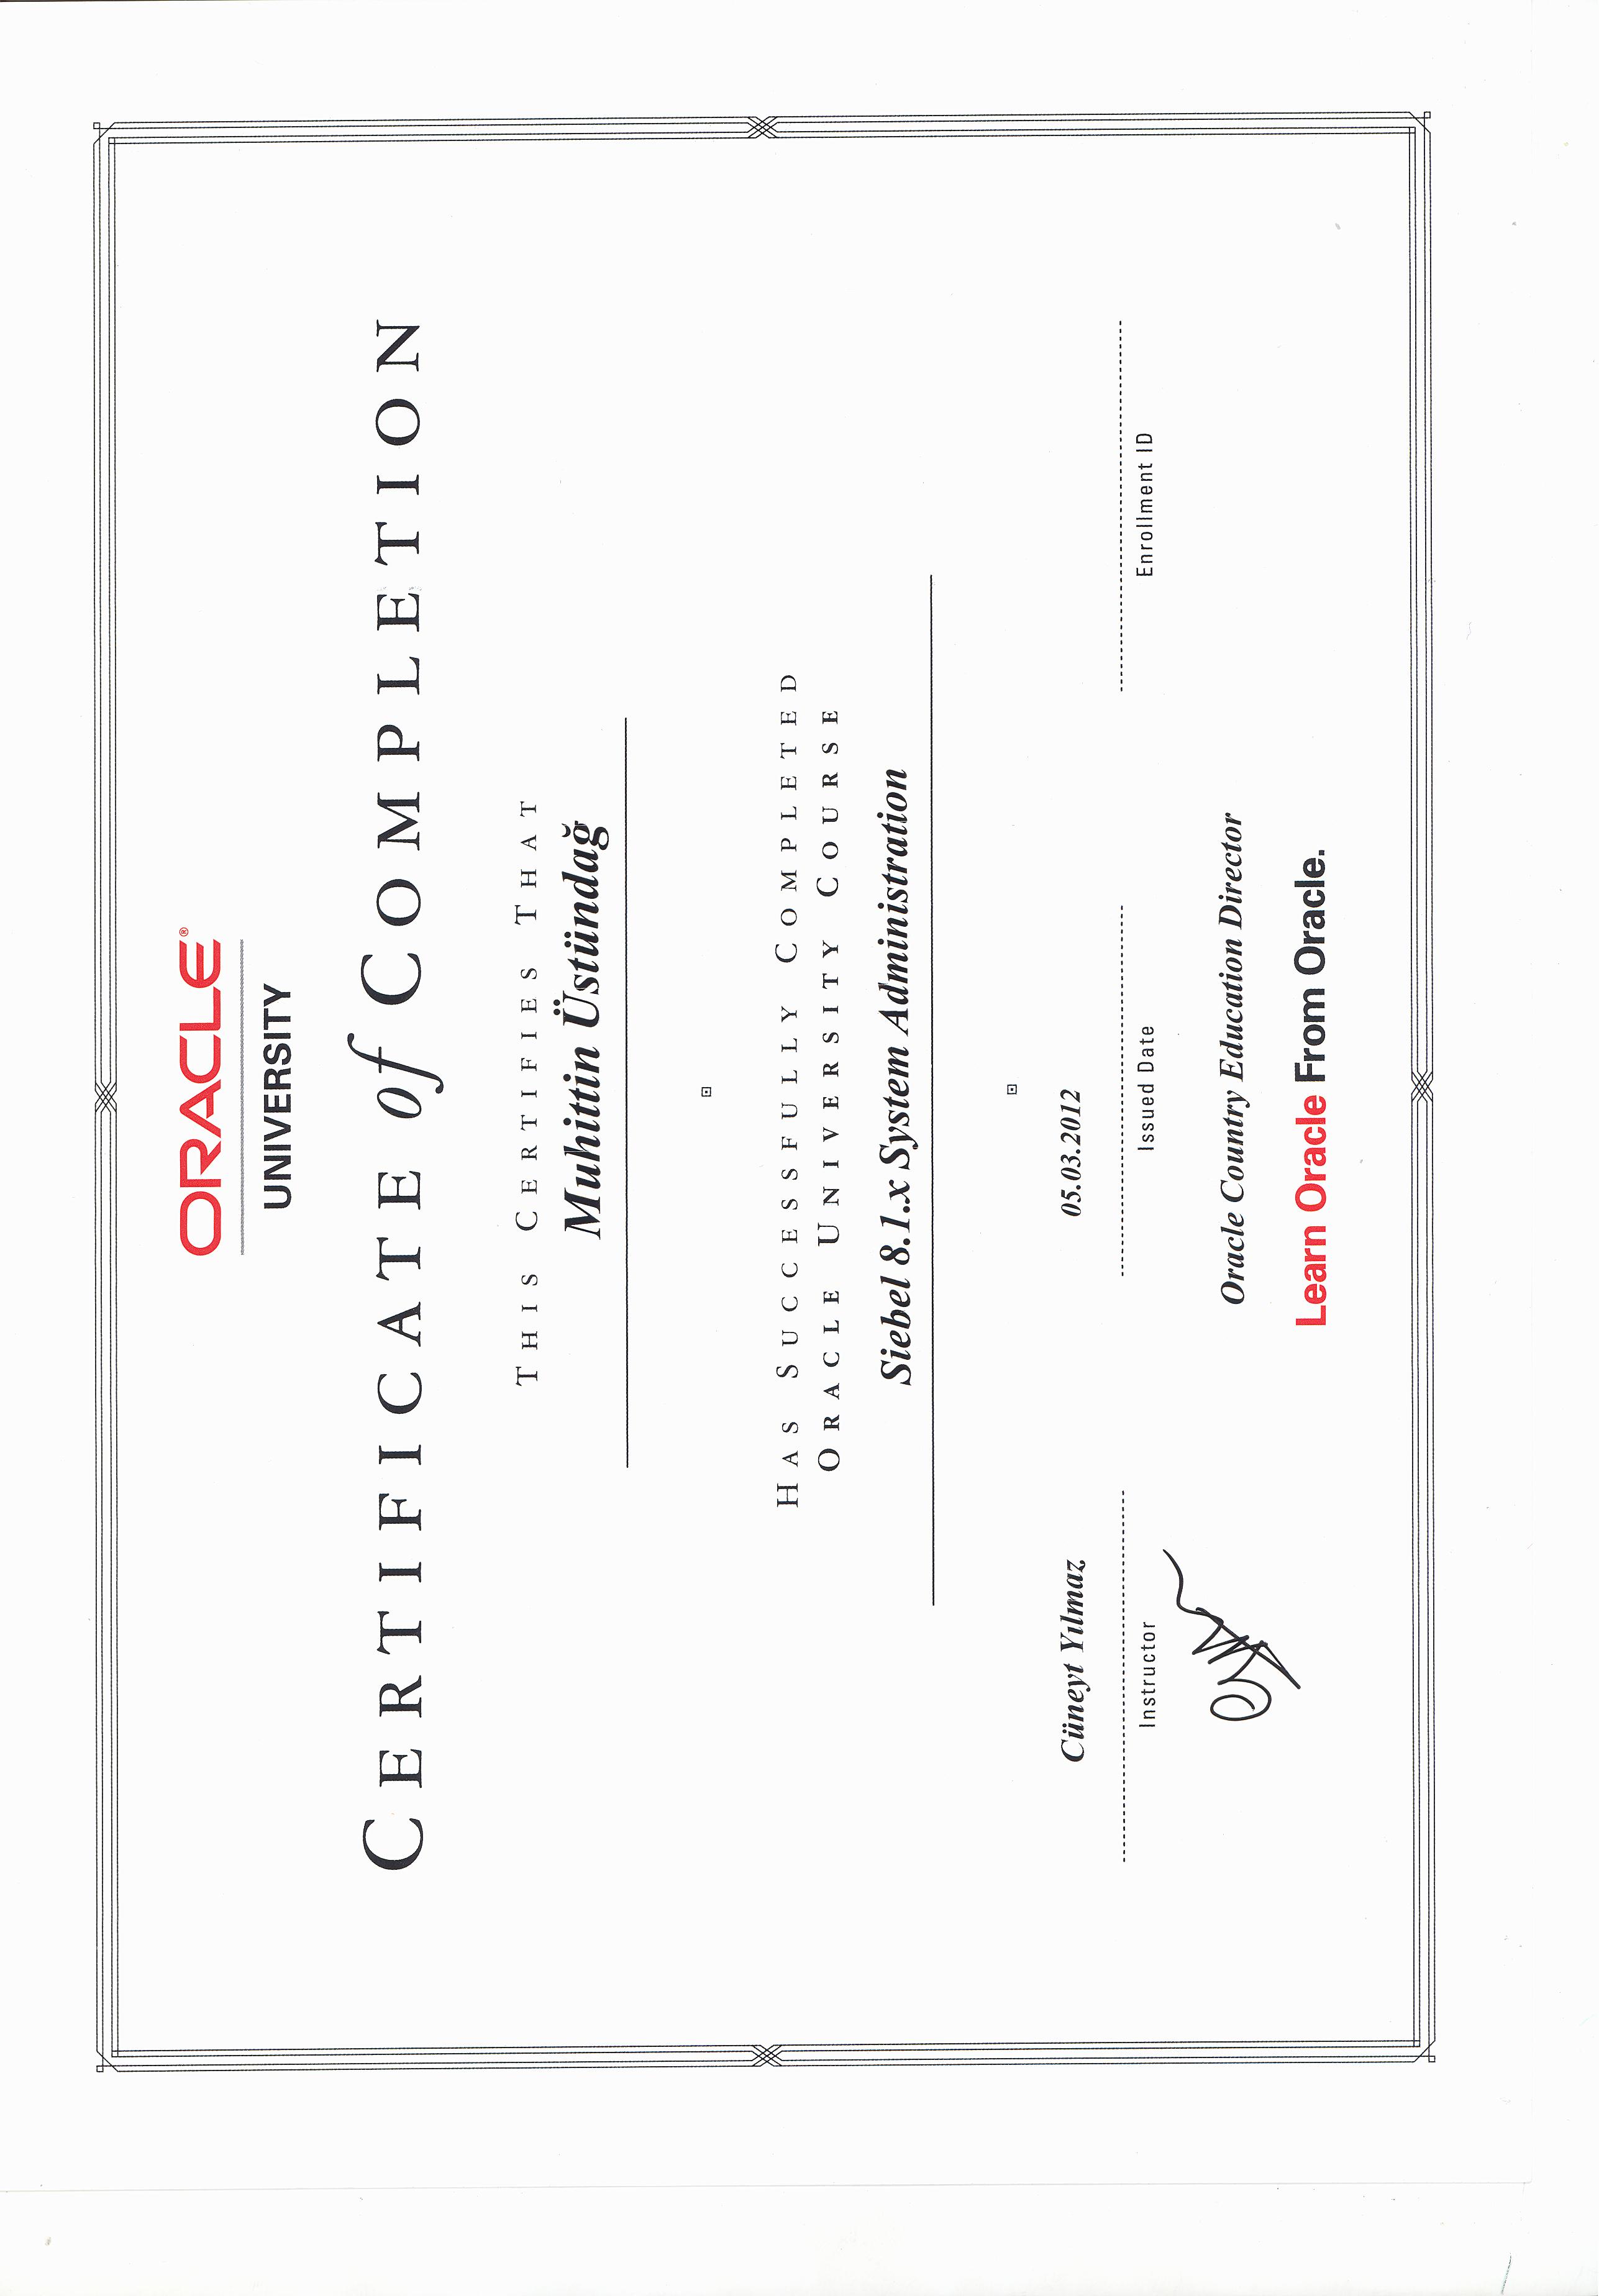 ORACLE®
UNIVERSITY
CERTIFICATE of COMPLETION
THIS CERTIFIES THAT
Muhittin Üstündağ
HAS SUCCESSFULLY COMPLETED
ORACLE UNIVERSITY COURSE
Siebel 8.1.x System Administration
Cüneyt Yılmaz
05.03.2012
Instructor
Issued Date
Enrollment ID
Oracle Country Education Director
Learn Oracle From Oracle.